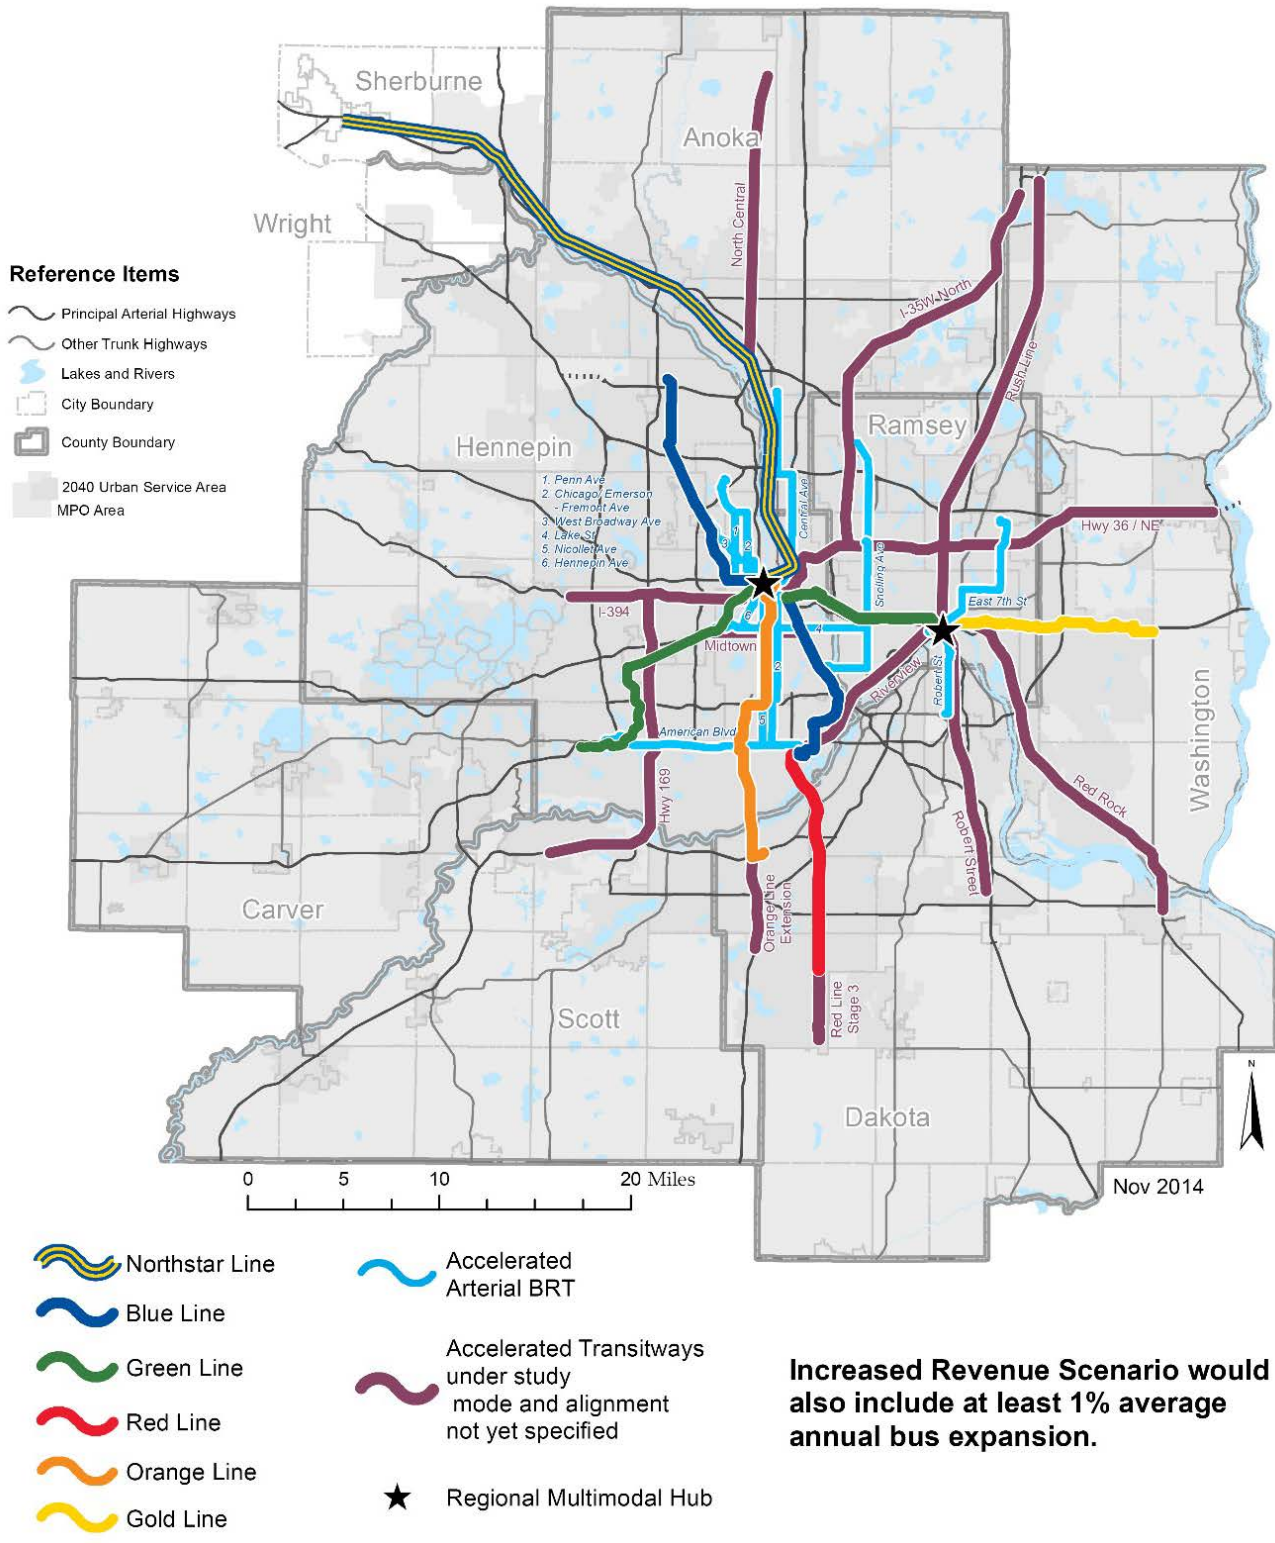 Sherburne
Anoka
Wright
North Central
Reference Items
Principal Arterial Highways
Other Trunk Highways
Lakes and Rivers
City Boundary
County Boundary
2040 Urban Service Area
MPO Area
I-35W North
Rush Line
Ramsey
Hennepin
1. Penn Ave
2. Chicago/Emerson
- Fremont Ave
3. West Broadway Ave
4. Lake St
5. Nicollet Ave
6. Hennepin Ave
Central Ave
Hwy 36 / NE
1
3
2
Snelling Ave
East 7th St
I-394
6
4
Midtown
2
Riverview
Robert St
American Blvd
5
Washington
Hwy 169
Red Rock
Robert Street
Carver
Orange Line
Extension
Red Line
Stage 3
Scott
Dakota
N
0 5 10 20 Miles
Nov 2014
Northstar Line
Blue Line
Green Line
Red Line
Orange Line
Gold Line
Accelerated
Arterial BRT
Accelerated Transitways
under study
mode and alignment
not yet specified
Regional Multimodal Hub
Increased Revenue Scenario would
also include at least 1% average
annual bus expansion.